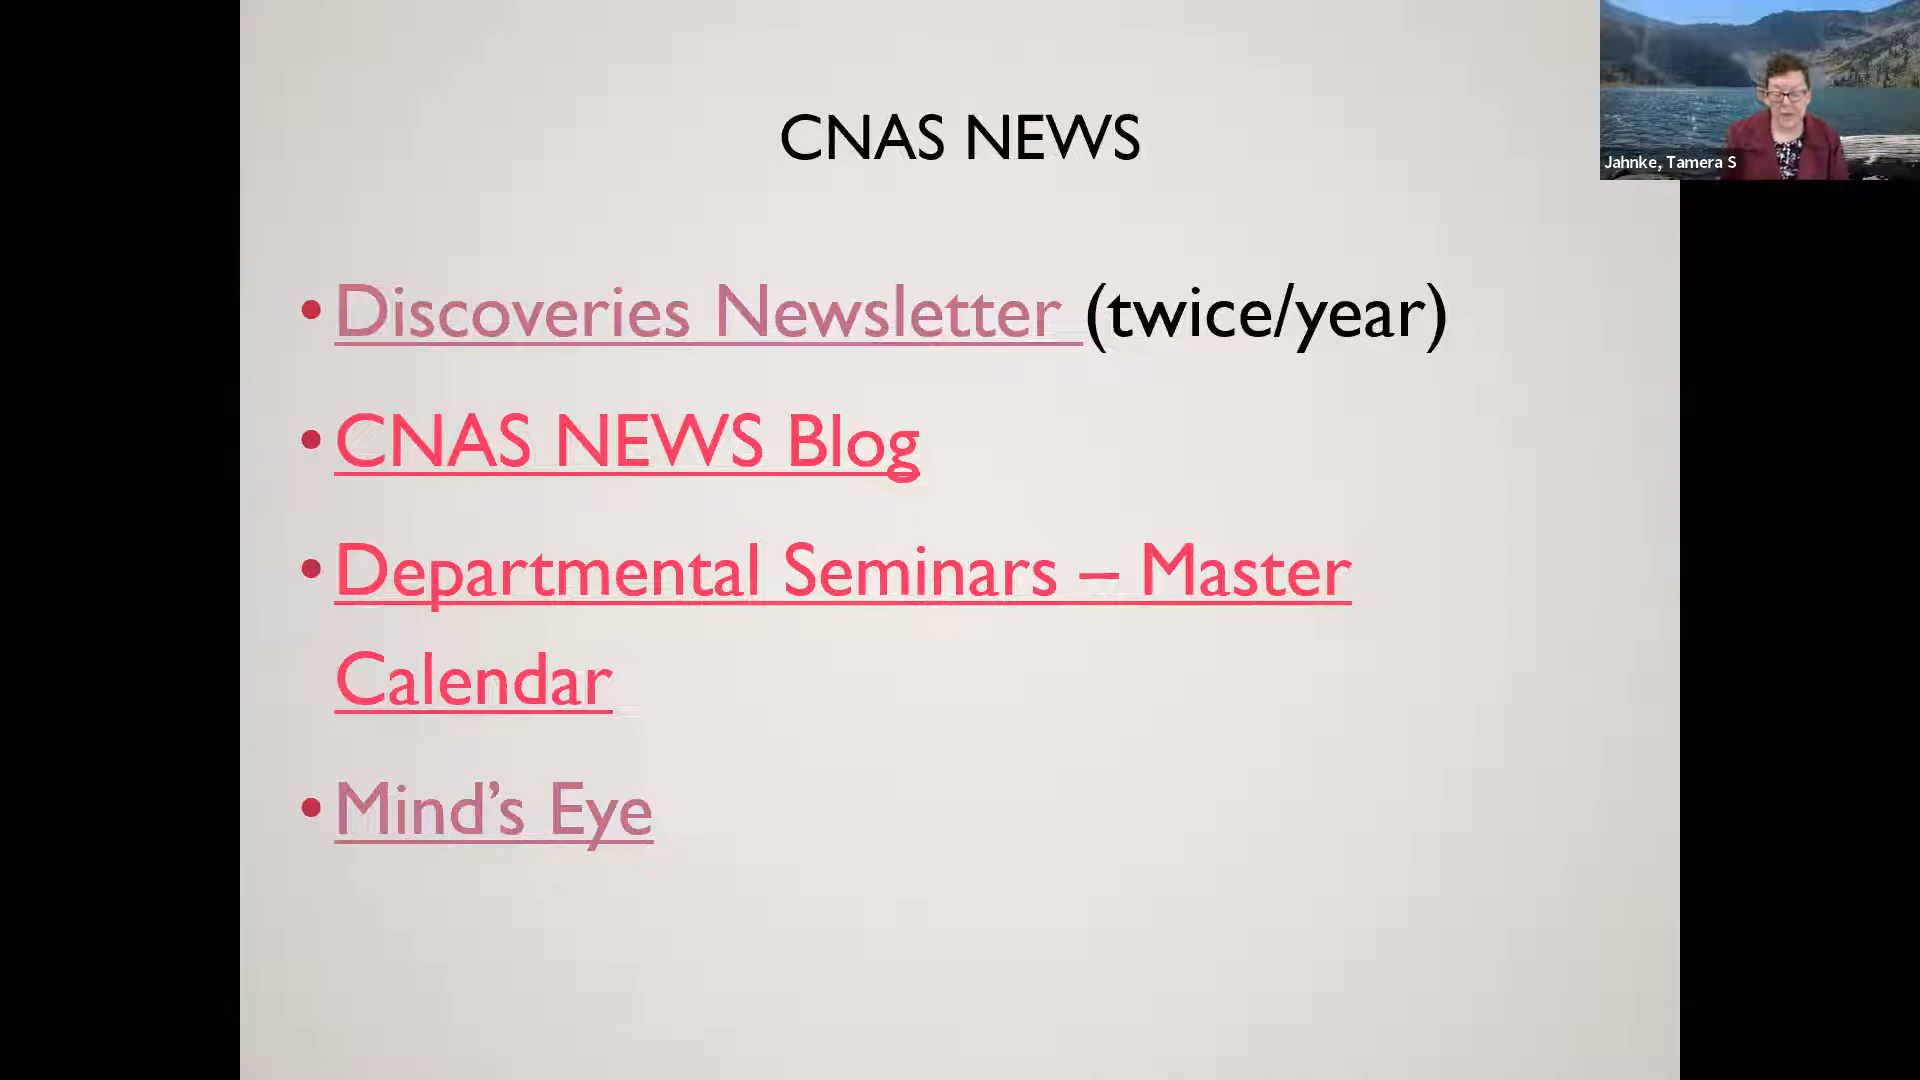 CNAS NEWS
Jahnke, Tamera S
• Discoveries Newsletter (twice/year)
• CNAS NEWS Blog
• Departmental Seminars – Master
Calendar
• Mind’s Eye